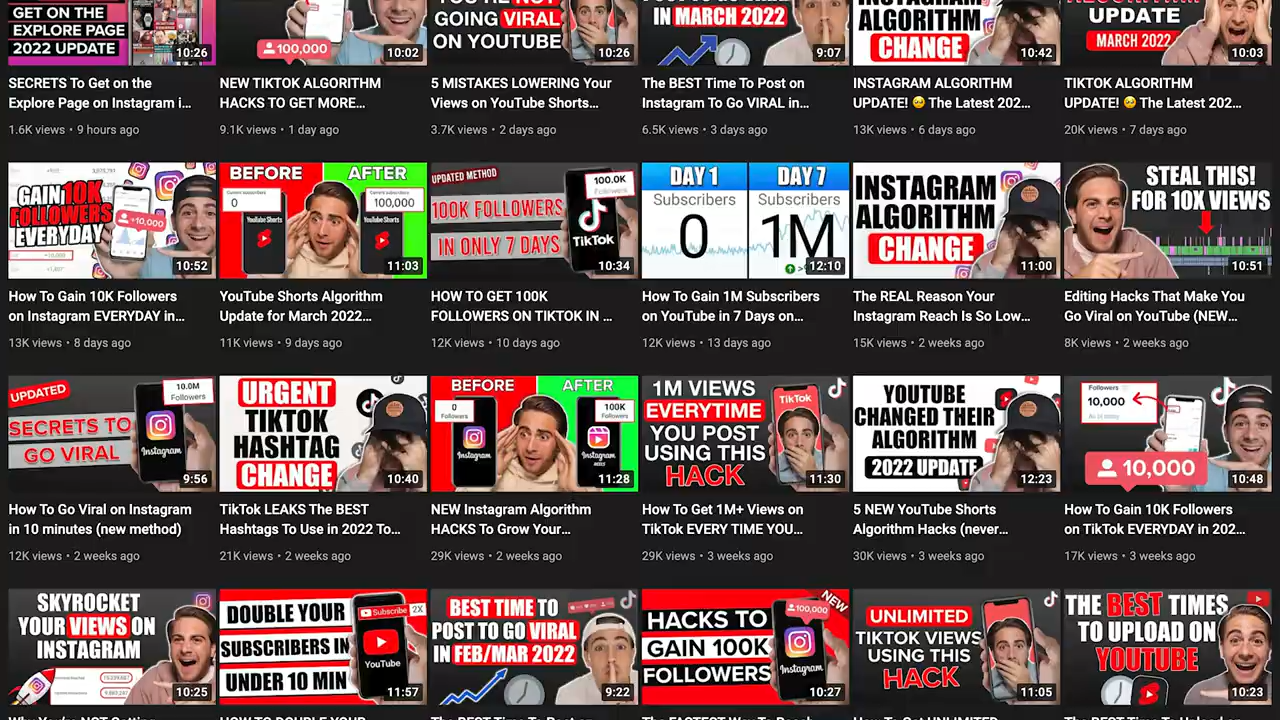 GET ON THE
EXPLORE PAGE
2022 UPDATE
10:26
100,000
10:02
YOU'RE NOT
GOING VIRAL
ON YOUTUBE
10:26
IN MARCH 2022
9:07
ALGORITHM
CHANGE
10:42
UPDATE
MARCH 2022
10:03
SECRETS To Get on the
Explore Page on Instagram i...
1.6K views • 9 hours ago
NEW TIKTOK ALGORITHM
HACKS TO GET MORE...
9.1K views • 1 day ago
5 MISTAKES LOWERING Your
Views on YouTube Shorts...
3.7K views • 2 days ago
The BEST Time To Post on
Instagram To Go VIRAL in...
6.5K views • 3 days ago
INSTAGRAM ALGORITHM
UPDATE! 🥺 The Latest 202...
13K views • 6 days ago
TIKTOK ALGORITHM
UPDATE! 🥺 The Latest 202...
20K views • 7 days ago
GAIN 10K
FOLLOWERS
EVERYDAY
+10,000
10:52
BEFORE
AFTER
Current subscribers
0
YouTube Shorts
Current subscribers
100,000
YouTube Shorts
11:03
UPDATED METHOD
100K FOLLOWERS
IN ONLY 7 DAYS
100.0K
Followers
TikTok
10:34
DAY 1
Subscribers
0
DAY 7
Subscribers
1M
12:10
INSTAGRAM
ALGORITHM
CHANGE
11:00
STEAL THIS!
FOR 10X VIEWS
10:51
How To Gain 10K Followers
on Instagram EVERYDAY in...
13K views • 8 days ago
YouTube Shorts Algorithm
Update for March 2022...
11K views • 9 days ago
HOW TO GET 100K
FOLLOWERS ON TIKTOK IN ...
12K views • 10 days ago
How To Gain 1M Subscribers
on YouTube in 7 Days on...
12K views • 13 days ago
The REAL Reason Your
Instagram Reach Is So Low...
15K views • 2 weeks ago
Editing Hacks That Make You
Go Viral on YouTube (NEW...
8K views • 2 weeks ago
UPDATED
SECRETS TO
GO VIRAL
10.0M
Followers
Instagram
9:56
URGENT
TIKTOK
HASHTAG
CHANGE
10:40
BEFORE
AFTER
0
Followers
Instagram
100K
Followers
Instagram
REELS
11:28
1M VIEWS
EVERYTIME
YOU POST
USING THIS
HACK
TikTok
11:30
YOUTUBE
CHANGED THEIR
ALGORITHM
2022 UPDATE
12:23
Followers
10,000
10,000
10:48
How To Go Viral on Instagram
in 10 minutes (new method)
12K views • 2 weeks ago
TikTok LEAKS The BEST
Hashtags To Use in 2022 To...
21K views • 2 weeks ago
NEW Instagram Algorithm
HACKS To Grow Your...
29K views • 2 weeks ago
How To Get 1M+ Views on
TikTok EVERY TIME YOU...
29K views • 3 weeks ago
5 NEW YouTube Shorts
Algorithm Hacks (never...
30K views • 3 weeks ago
How To Gain 10K Followers
on TikTok EVERYDAY in 202...
17K views • 3 weeks ago
SKYROCKET
YOUR VIEWS ON
INSTAGRAM
10:25
DOUBLE YOUR
SUBSCRIBERS IN
UNDER 10 MIN
Subscribe 2X
YouTube
11:57
BEST TIME TO
POST TO GO VIRAL
IN FEB/MAR 2022
9:22
HACKS TO
GAIN 100K
FOLLOWERS
100,000
NEW
Instagram
10:27
UNLIMITED
TIKTOK VIEWS
USING THIS
HACK
11:05
THE BEST TIMES
TO UPLOAD ON
YOUTUBE
10:23